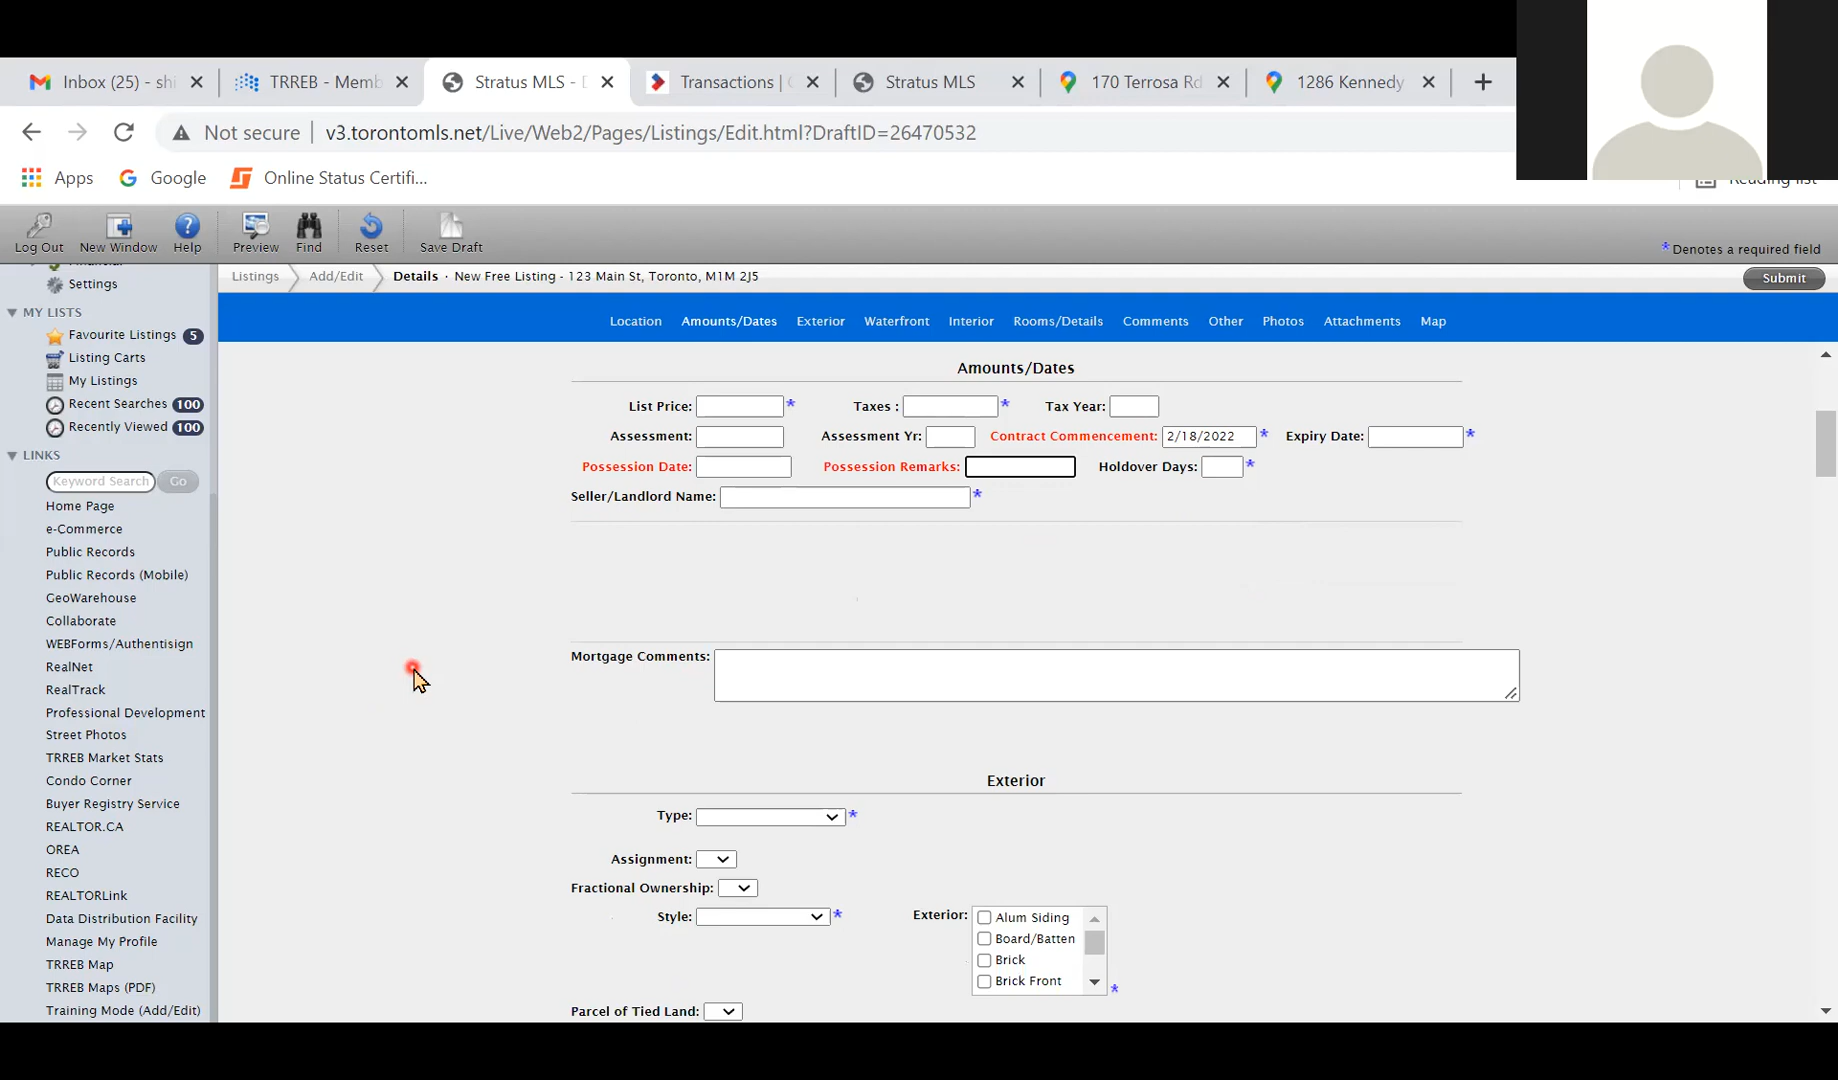 Inbox (25) - shi
TRREB - Memb
Stratus MLS - D
Transactions |
Stratus MLS
170 Terrosa Rd
1286 Kennedy
Not secure
v3.torontomls.net/Live/Web2/Pages/Listings/Edit.html?DraftID=26470532
Apps
Google
Online Status Certifi...
Reading list
Log Out
New Window
Help
Preview
Find
Reset
Save Draft
* Denotes a required field
Settings
MY LISTS
Favourite Listings 5
Listing Carts
My Listings
Recent Searches 100
Recently Viewed 100
LINKS
Keyword Search Go
Home Page
e-Commerce
Public Records
Public Records (Mobile)
GeoWarehouse
Collaborate
WEBForms/Authentisign
RealNet
RealTrack
Professional Development
Street Photos
TRREB Market Stats
Condo Corner
Buyer Registry Service
REALTOR.CA
OREA
RECO
REALTORLink
Data Distribution Facility
Manage My Profile
TRREB Map
TRREB Maps (PDF)
Training Mode (Add/Edit)
Listings Add/Edit Details · New Free Listing - 123 Main St, Toronto, M1M 2J5
Submit
Location Amounts/Dates Exterior Waterfront Interior Rooms/Details Comments Other Photos Attachments Map
Amounts/Dates
List Price: * Taxes : * Tax Year:
Assessment: Assessment Yr: Contract Commencement: 2/18/2022 * Expiry Date: *
Possession Date: Possession Remarks: Holdover Days: *
Seller/Landlord Name: *
Mortgage Comments:
Exterior
Type: *
Assignment:
Fractional Ownership:
Style: * Exterior: Alum Siding
Board/Batten
Brick
Brick Front
*
Parcel of Tied Land: